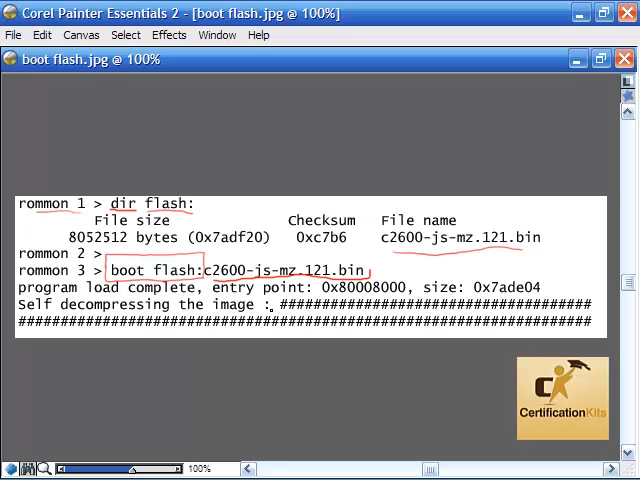 Corel Painter Essentials 2 - [boot flash.jpg @ 100%]
File Edit Canvas Select Effects Window Help
boot flash.jpg @ 100%
rommon 1 > dir flash:
File size Checksum File name
8052512 bytes (0x7adf20) 0xc7b6 c2600-js-mz.121.bin
rommon 2 >
rommon 3 > boot flash:c2600-js-mz.121.bin
program load complete, entry point: 0x80008000, size: 0x7ade04
Self decompressing the image : #####################################
####################################################################
CK
CertificationKits
100%